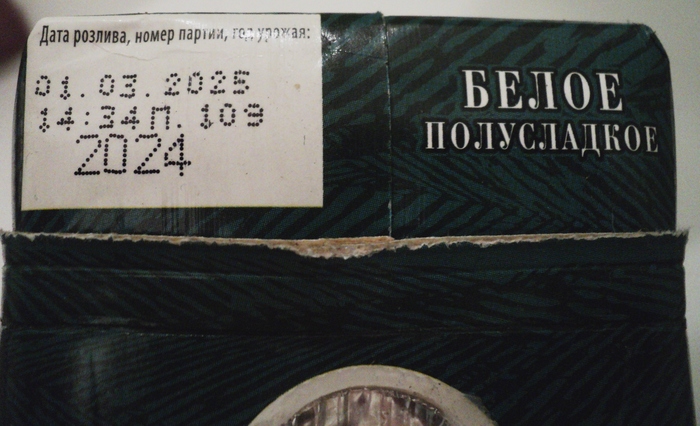 Дата розлива, номер партии, год урожая:
01.03.2025
14:34П. 109
2024
БЕЛОЕ
ПОЛУСЛАДКОЕ